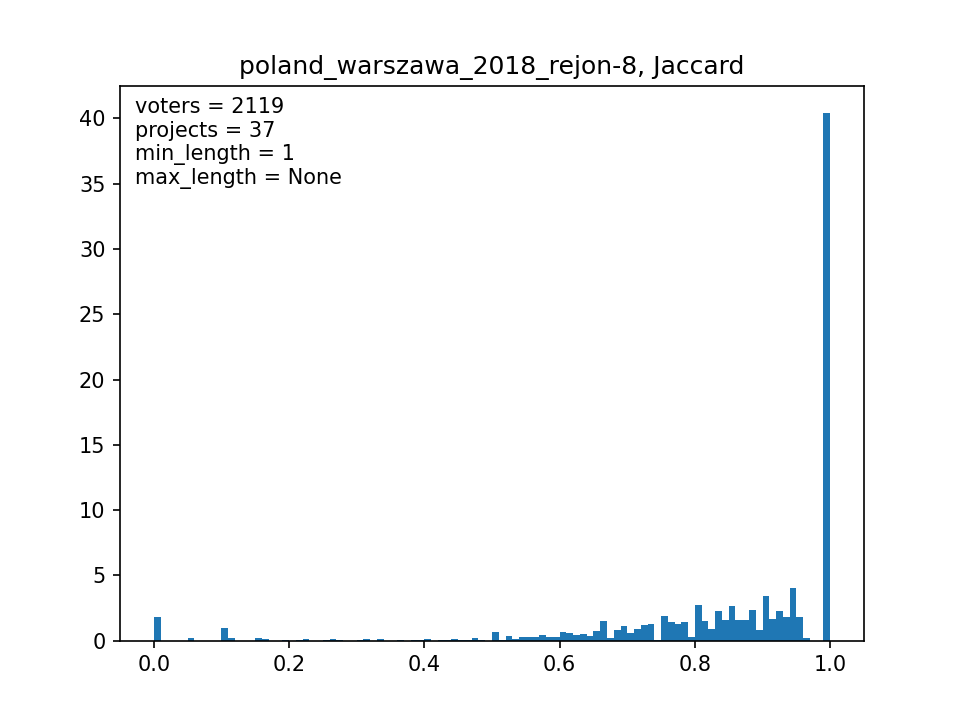 poland_warszawa_2018_rejon-8, Jaccard
voters = 2119
projects = 37
min_length = 1
max_length = None
40
35
30
25
20
15
10
5
0
0.0 0.2 0.4 0.6 0.8 1.0